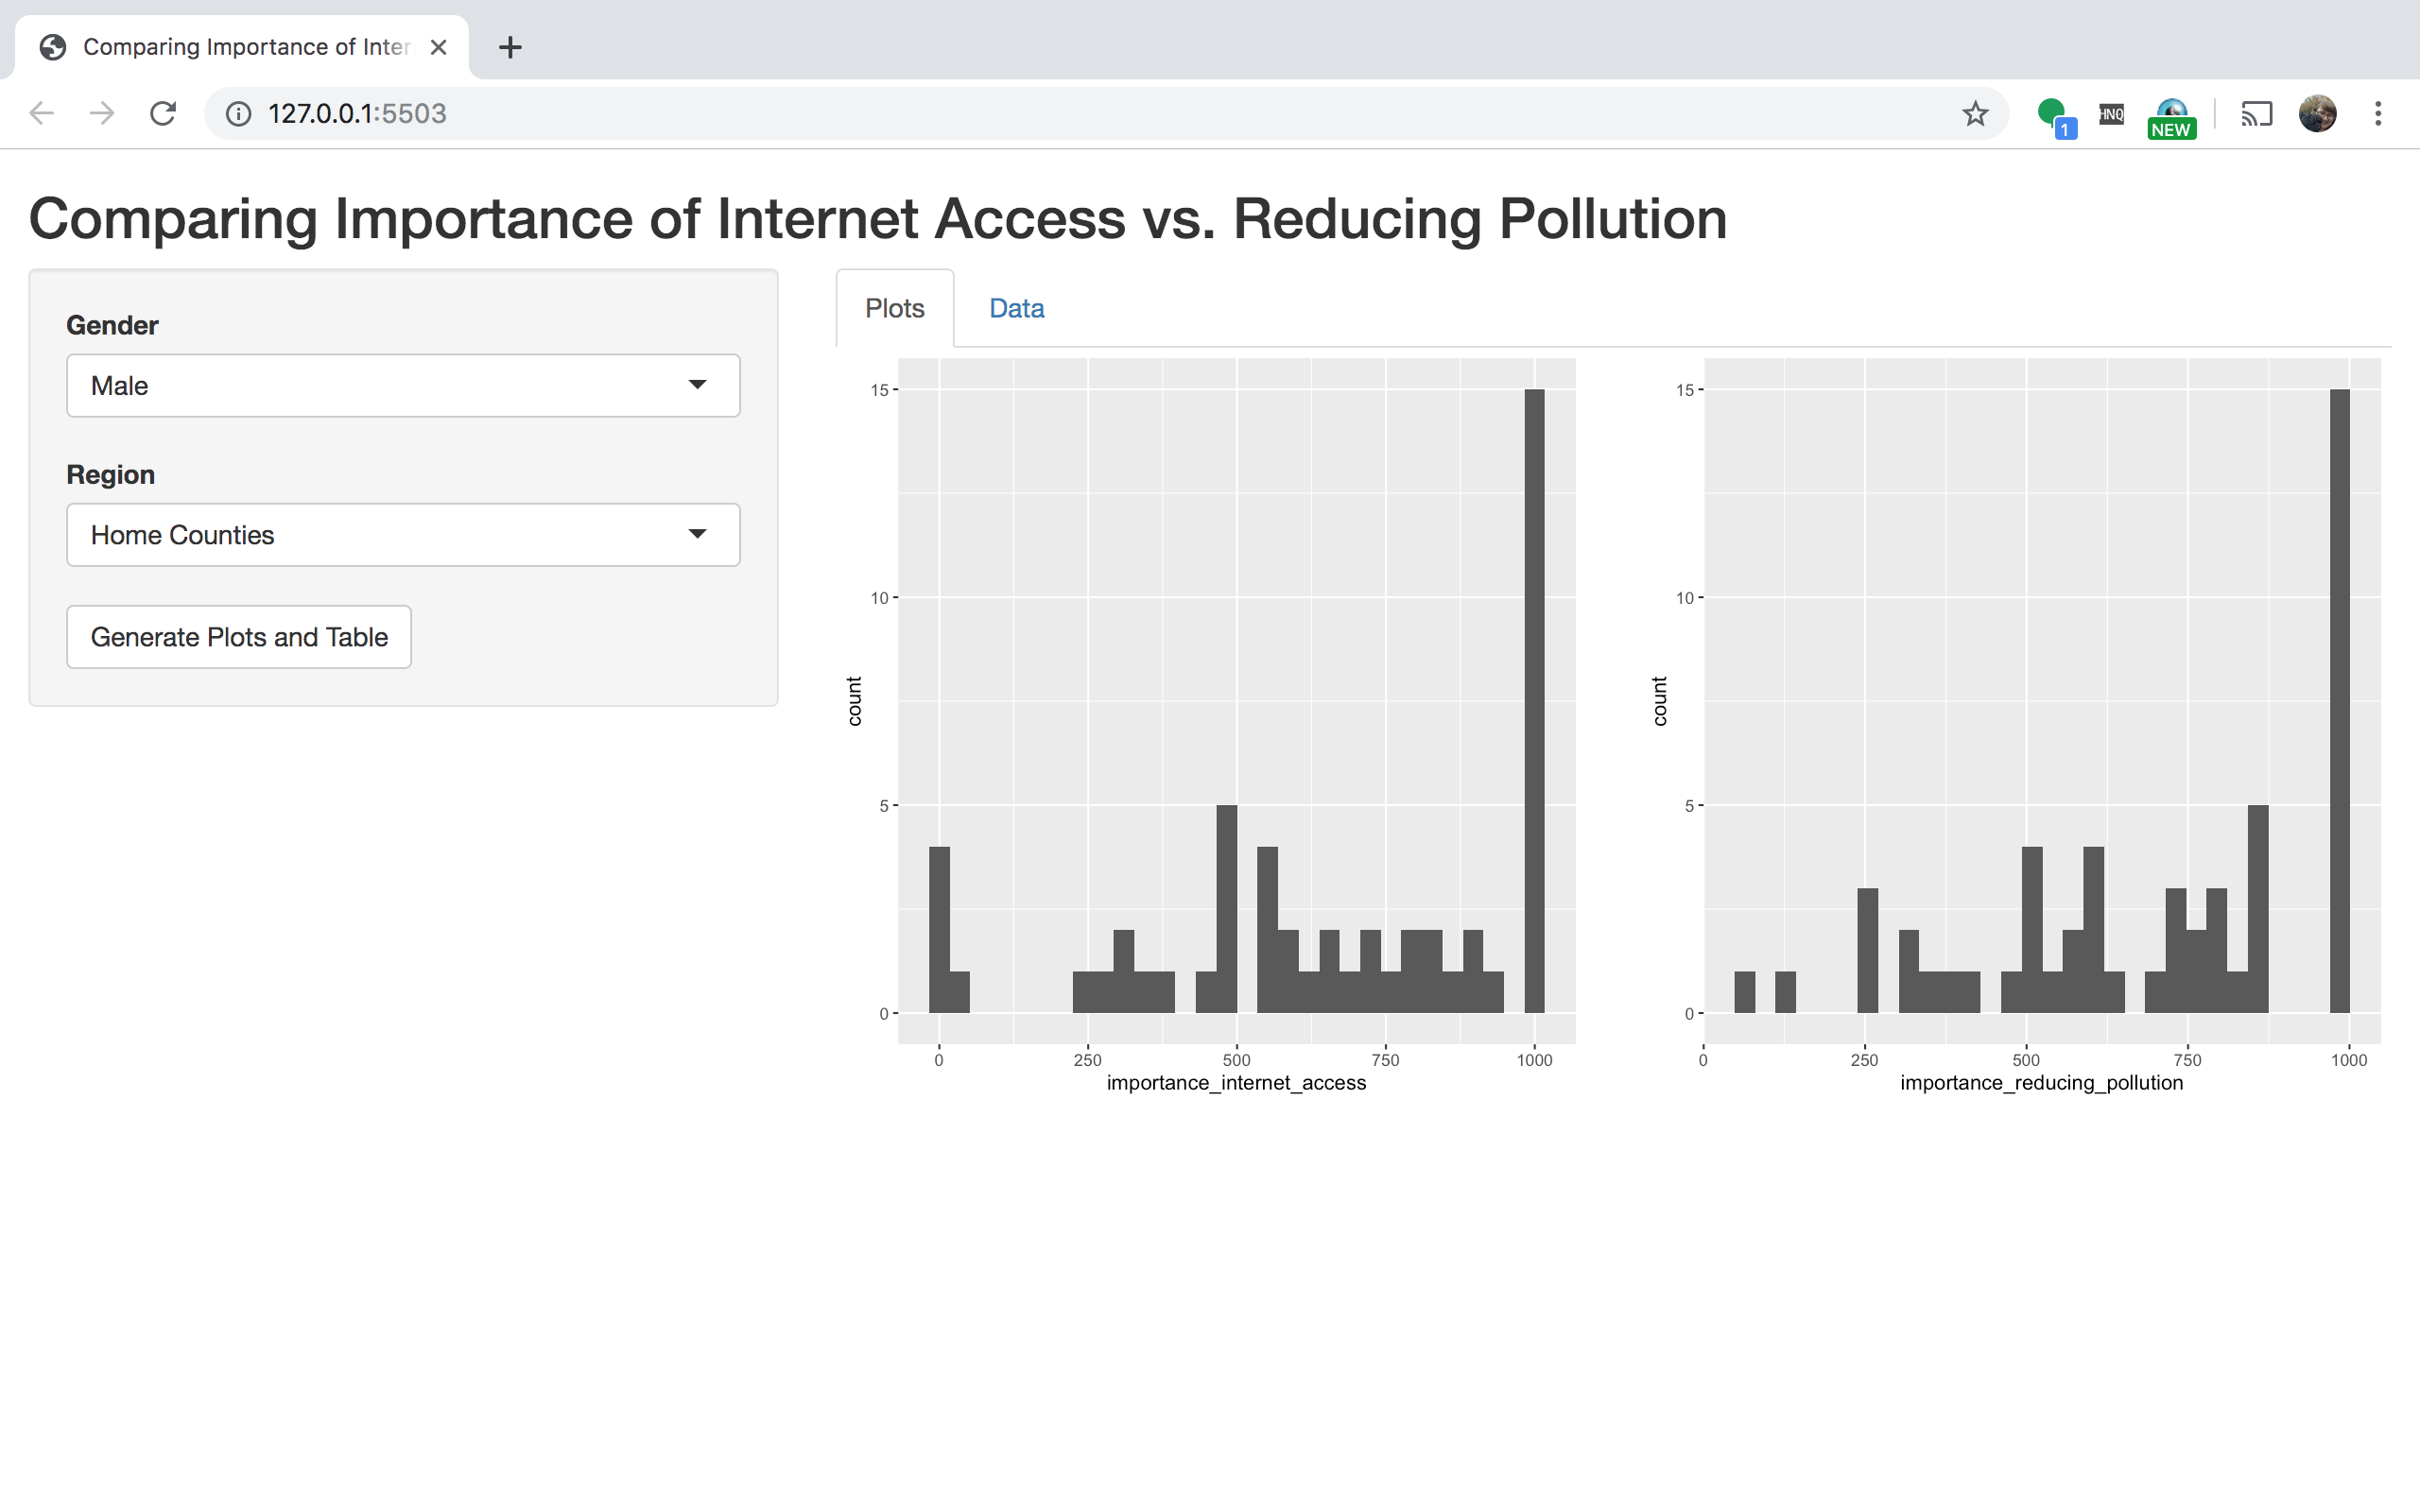 Comparing Importance of Inter
127.0.0.1:5503
1
HNQ
NEW
Comparing Importance of Internet Access vs. Reducing Pollution
Gender
Male
Region
Home Counties
Generate Plots and Table
Plots
Data
15
10
5
0
count
0
250
500
750
1000
importance_internet_access
15
10
5
0
count
0
250
500
750
1000
importance_reducing_pollution